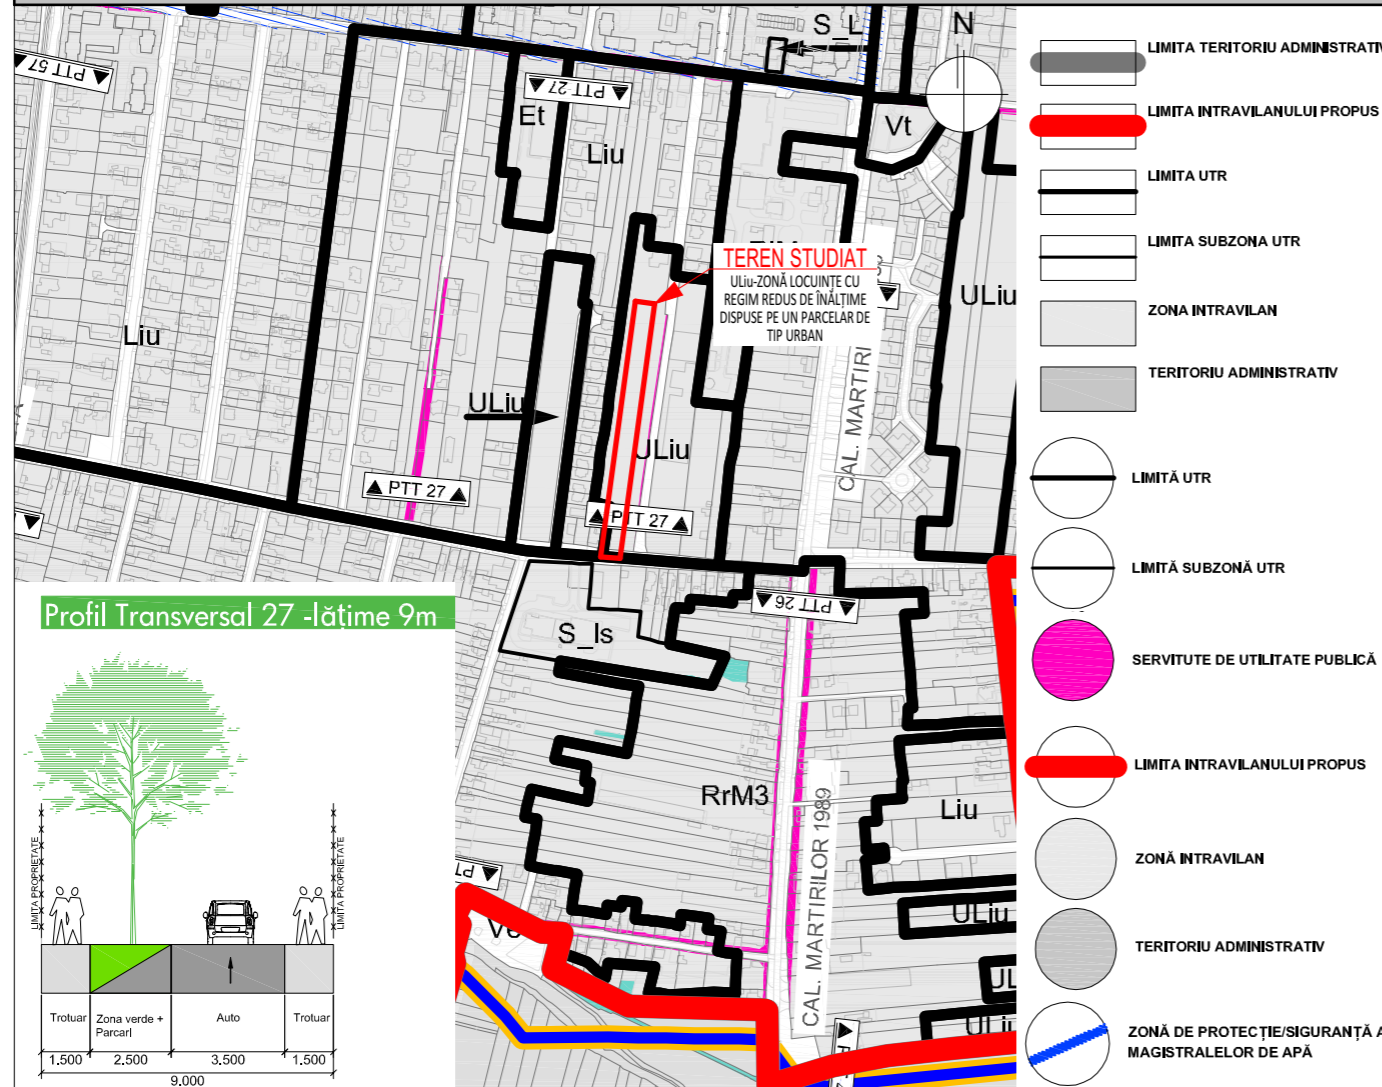 S_L
N
LIMITA TERITORIU ADMINISTRATIV
PTT 57
PTT 27
LIMITA INTRAVILANULUI PROPUS
Et
Vt
Liu
LIMITA UTR
LIMITA SUBZONA UTR
TEREN STUDIAT
ULiu-ZONĂ LOCUINȚE CU
REGIM REDUS DE ÎNĂLȚIME
DISPUSE PE UN PARCELAR DE
TIP URBAN
ULiu
ZONA INTRAVILAN
Liu
TERITORIU ADMINISTRATIV
ULiu
CAL. MARTIRI
ULiu
LIMITĂ UTR
PTT 27
PTT 27
LIMITĂ SUBZONĂ UTR
Profil Transversal 27 -lățime 9m
PTT 26
S_Is
SERVITUTE DE UTILITATE PUBLICĂ
LIMITA INTRAVILANULUI PROPUS
RrM3
CAL. MARTIRILOR 1989
Liu
LIMITA PROPRIETATE
LIMITA PROPRIETATE
ZONĂ INTRAVILAN
ULiu
TERITORIU ADMINISTRATIV
Trotuar
Zona verde +
Parcari
Auto
Trotuar
ULiu
ZONĂ DE PROTECȚIE/SIGURANȚĂ A
MAGISTRALELOR DE APĂ
1.500
2.500
3.500
1.500
9.000